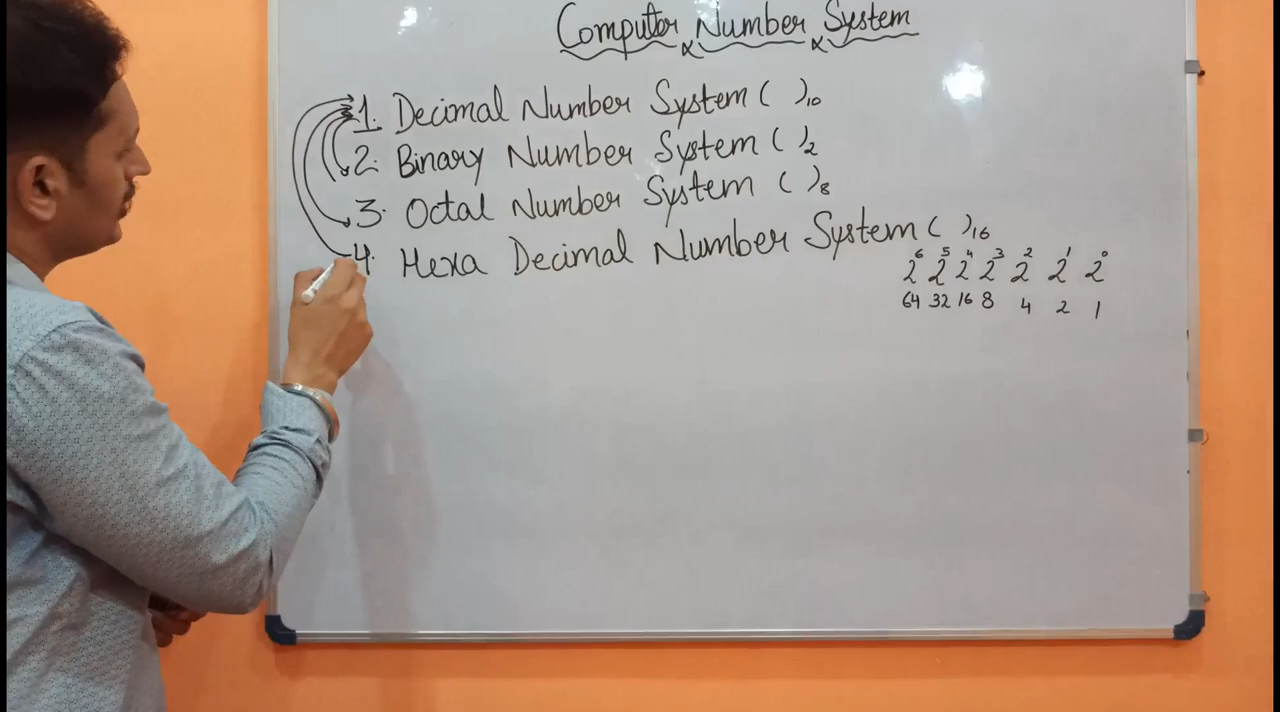 Computer Number System
1. Decimal Number System ( )₁₀
2. Binary Number System ( )₂
3. Octal Number System ( )₈
4. Hexa Decimal Number System ( )₁₆
2⁶ 2⁵ 2⁴ 2³ 2² 2¹ 2⁰
64 32 16 8 4 2 1